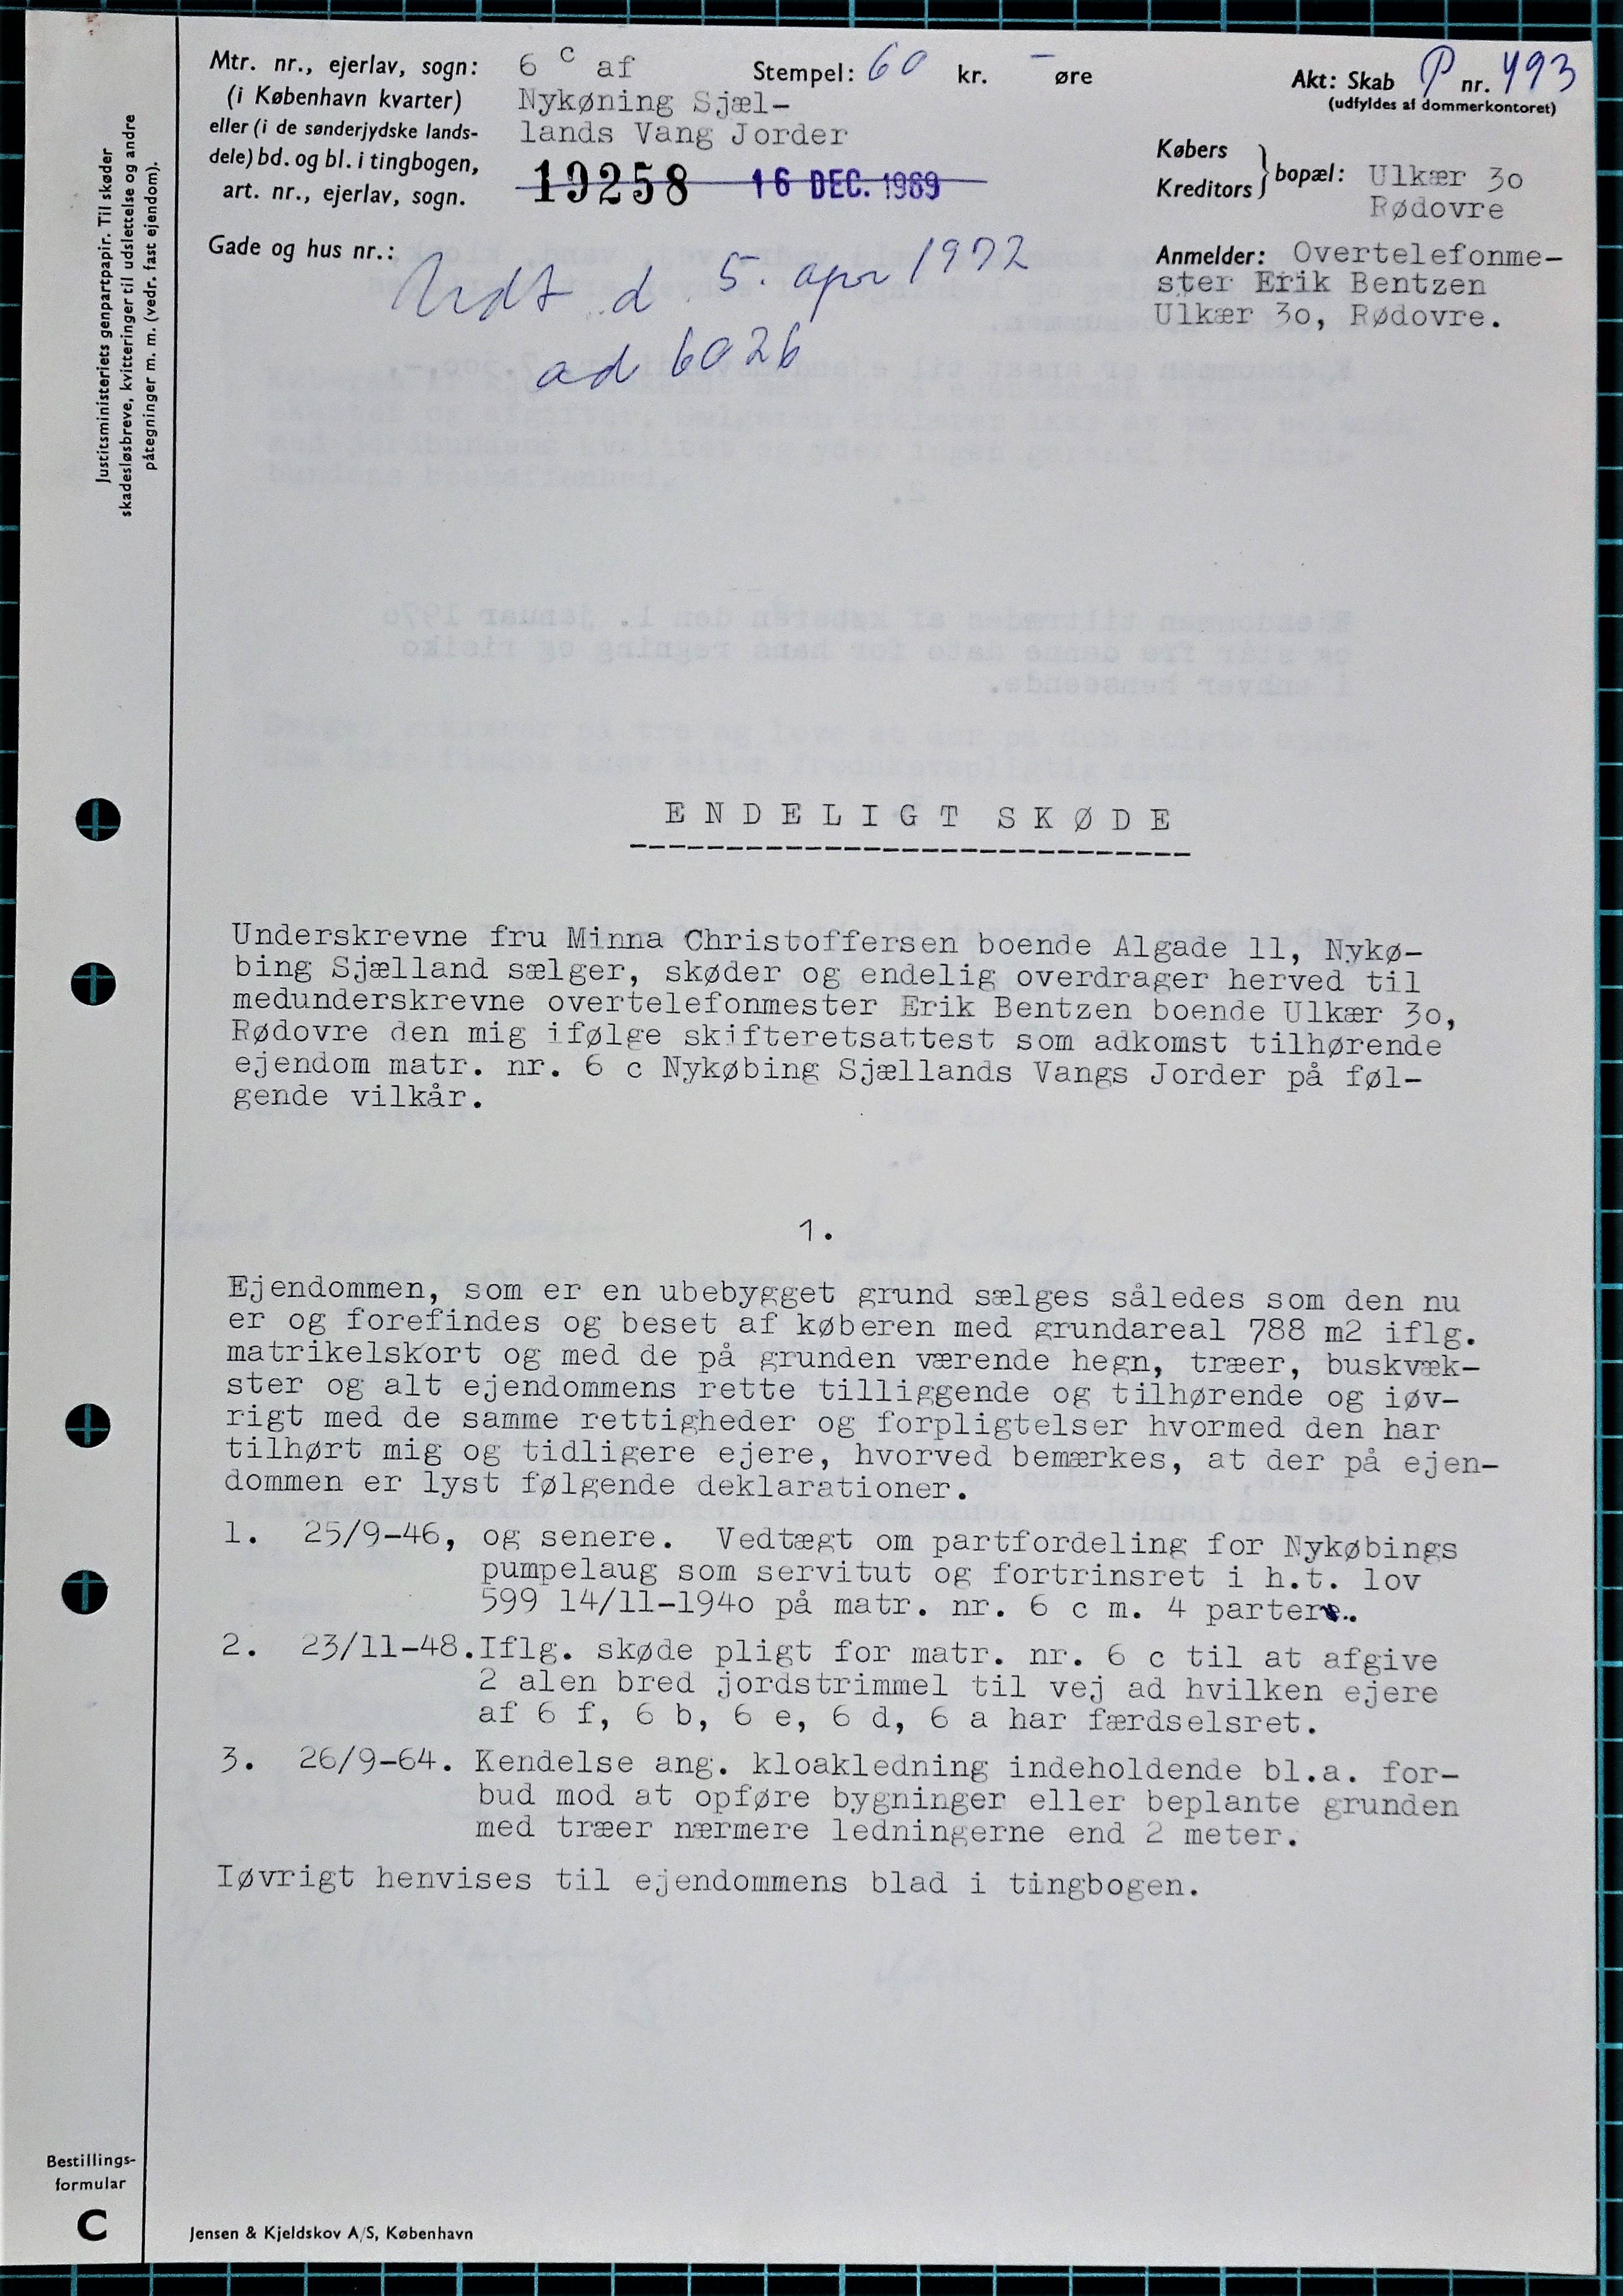 Mtr. nr., ejerlav, sogn:
(i København kvarter)
eller (i de sønderjydske lands-
dele) bd. og bl. i tingbogen,
art. nr., ejerlav, sogn.
6 c af
Nykøning Sjæl-
lands Vang Jorder
Stempel: 60 kr. - øre
Akt: Skab P nr. 493
(udfyldes af dommerkontoret)
19258 16 DEC. 1969
Købers
Kreditors } bopæl: Ulkær 3o
Rødovre
Gade og hus nr.:
d. 5. apr 1972
ad 6026
Anmelder: Overtelefonme-
ster Erik Bentzen
Ulkær 3o, Rødovre.
Justitsministeriets genpartpapir. Til skøder
skadesløsbreve, kvitteringer til udslettelse og andre
påtegninger m. m. (vedr. fast ejendom).
ENDELIGT SKØDE
Underskrevne fru Minna Christoffersen boende Algade 11, Nykø-
bing Sjælland sælger, skøder og endelig overdrager herved til
medunderskrevne overtelefonmester Erik Bentzen boende Ulkær 3o,
Rødovre den mig ifølge skifteretsattest som adkomst tilhørende
ejendom matr. nr. 6 c Nykøbing Sjællands Vangs Jorder på føl-
gende vilkår.
1.
Ejendommen, som er en ubebygget grund sælges således som den nu
er og forefindes og beset af køberen med grundareal 788 m2 iflg.
matrikelskort og med de på grunden værende hegn, træer, buskvæk-
ster og alt ejendommens rette tilliggende og tilhørende og iøv-
rigt med de samme rettigheder og forpligtelser hvormed den har
tilhørt mig og tidligere ejere, hvorved bemærkes, at der på ejen-
dommen er lyst følgende deklarationer.
1. 25/9-46, og senere. Vedtægt om partfordeling for Nykøbings
pumpelaug som servitut og fortrinsret i h.t. lov
599 14/11-194o på matr. nr. 6 c m. 4 parter.
2. 23/11-48. Iflg. skøde pligt for matr. nr. 6 c til at afgive
2 alen bred jordstrimmel til vej ad hvilken ejere
af 6 f, 6 b, 6 e, 6 d, 6 a har færdselsret.
3. 26/9-64. Kendelse ang. kloakledning indeholdende bl.a. for-
bud mod at opføre bygninger eller beplante grunden
med træer nærmere ledningerne end 2 meter.
Iøvrigt henvises til ejendommens blad i tingbogen.
Bestillings-
formular
C
Jensen & Kjeldskov A/S, København